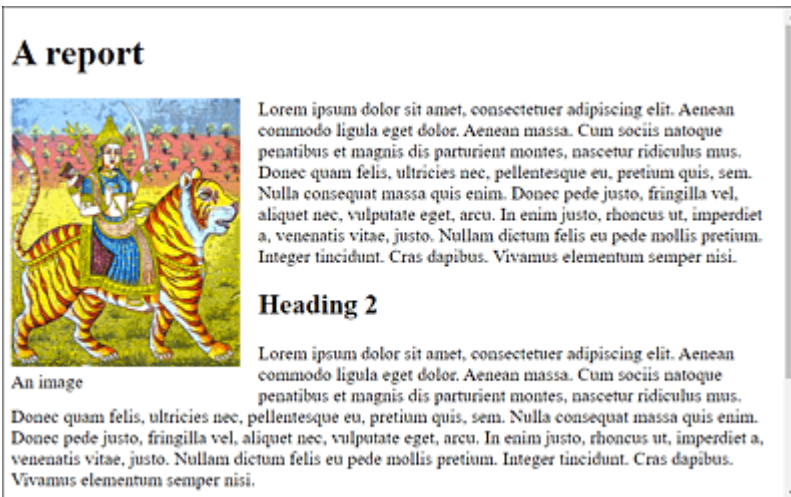 A report
Lorem ipsum dolor sit amet, consectetuer adipiscing elit. Aenean
commodo ligula eget dolor. Aenean massa. Cum sociis natoque
penatibus et magnis dis parturient montes, nascetur ridiculus mus.
Donec quam felis, ultricies nec, pellentesque eu, pretium quis, sem.
Nulla consequat massa quis enim. Donec pede justo, fringilla vel,
aliquet nec, vulputate eget, arcu. In enim justo, rhoncus ut, imperdiet
a, venenatis vitae, justo. Nullam dictum felis eu pede mollis pretium.
Integer tincidunt. Cras dapibus. Vivamus elementum semper nisi.
An image
Heading 2
Lorem ipsum dolor sit amet, consectetuer adipiscing elit. Aenean
commodo ligula eget dolor. Aenean massa. Cum sociis natoque
penatibus et magnis dis parturient montes, nascetur ridiculus mus.
Donec quam felis, ultricies nec, pellentesque eu, pretium quis, sem. Nulla consequat massa quis enim.
Donec pede justo, fringilla vel, aliquet nec, vulputate eget, arcu. In enim justo, rhoncus ut, imperdiet a,
venenatis vitae, justo. Nullam dictum felis eu pede mollis pretium. Integer tincidunt. Cras dapibus.
Vivamus elementum semper nisi.